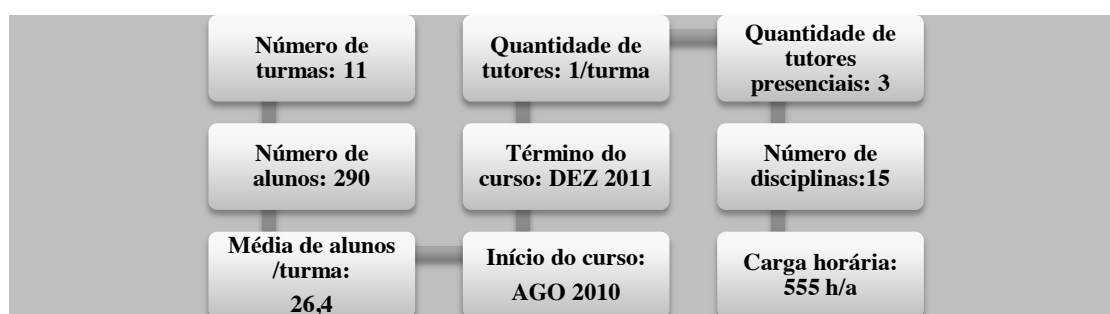 Número de
turmas: 11
Número de
alunos: 290
Média de alunos
/turma:
26,4
Início do curso:
AGO 2010
Término do
curso: DEZ 2011
Quantidade de
tutores: 1/turma
Quantidade de
tutores
presenciais: 3
Número de
disciplinas:15
Carga horária:
555 h/a